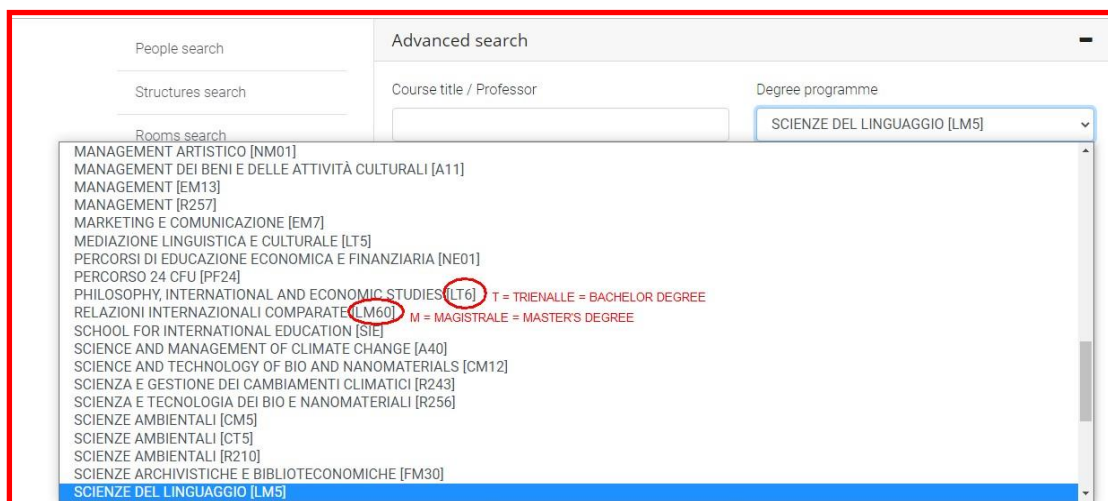 People search
Advanced search
Structures search
Course title / Professor
Degree programme
Rooms search
SCIENZE DEL LINGUAGGIO [LM5]
MANAGEMENT ARTISTICO [NM01]
MANAGEMENT DEI BENI E DELLE ATTIVITÀ CULTURALI [A11]
MANAGEMENT [EM13]
MANAGEMENT [R257]
MARKETING E COMUNICAZIONE [EM7]
MEDIAZIONE LINGUISTICA E CULTURALE [LT5]
PERCORSI DI EDUCAZIONE ECONOMICA E FINANZIARIA [NE01]
PERCORSO 24 CFU [PF24]
PHILOSOPHY, INTERNATIONAL AND ECONOMIC STUDIES [LT6] T = TRIENALLE = BACHELOR DEGREE
RELAZIONI INTERNAZIONALI COMPARATE [LM60] M = MAGISTRALE = MASTER'S DEGREE
SCHOOL FOR INTERNATIONAL EDUCATION [SIE]
SCIENCE AND MANAGEMENT OF CLIMATE CHANGE [A40]
SCIENCE AND TECHNOLOGY OF BIO AND NANOMATERIALS [CM12]
SCIENZA E GESTIONE DEI CAMBIAMENTI CLIMATICI [R243]
SCIENZA E TECNOLOGIA DEI BIO E NANOMATERIALI [R256]
SCIENZE AMBIENTALI [CM5]
SCIENZE AMBIENTALI [CT5]
SCIENZE AMBIENTALI [R210]
SCIENZE ARCHIVISTICHE E BIBLIOTECONOMICHE [FM30]
SCIENZE DEL LINGUAGGIO [LM5]